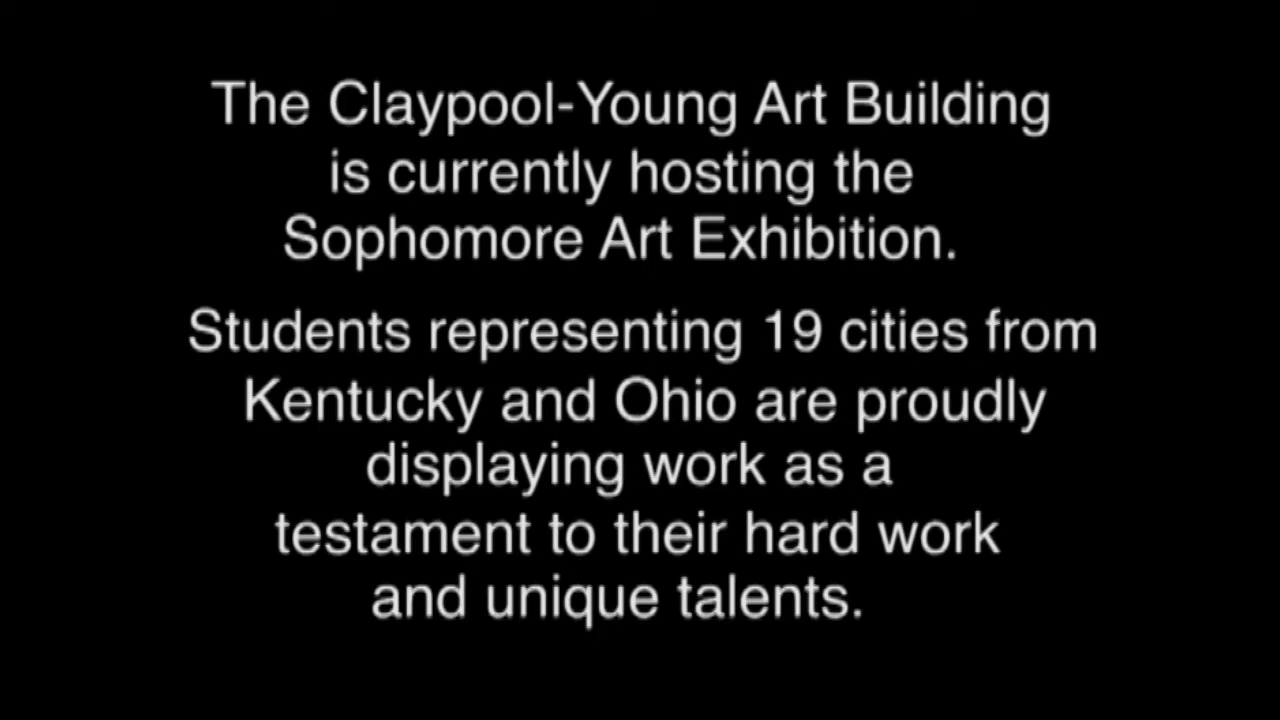 The Claypool-Young Art Building
is currently hosting the
Sophomore Art Exhibition.
Students representing 19 cities from
Kentucky and Ohio are proudly
displaying work as a
testament to their hard work
and unique talents.